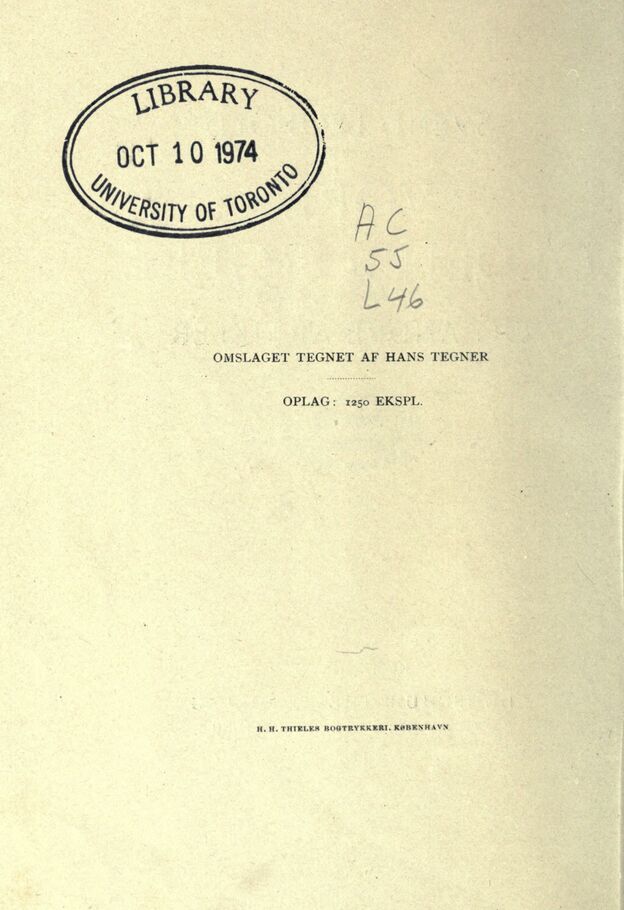 LIBRARY
OCT 10 1974
UNIVERSITY OF TORONTO
AC
55
L46
OMSLAGET TEGNET AF HANS TEGNER
OPLAG: 1250 EKSPL.
H. H. THIELES BOGTRYKKERI. KØBENHAVN